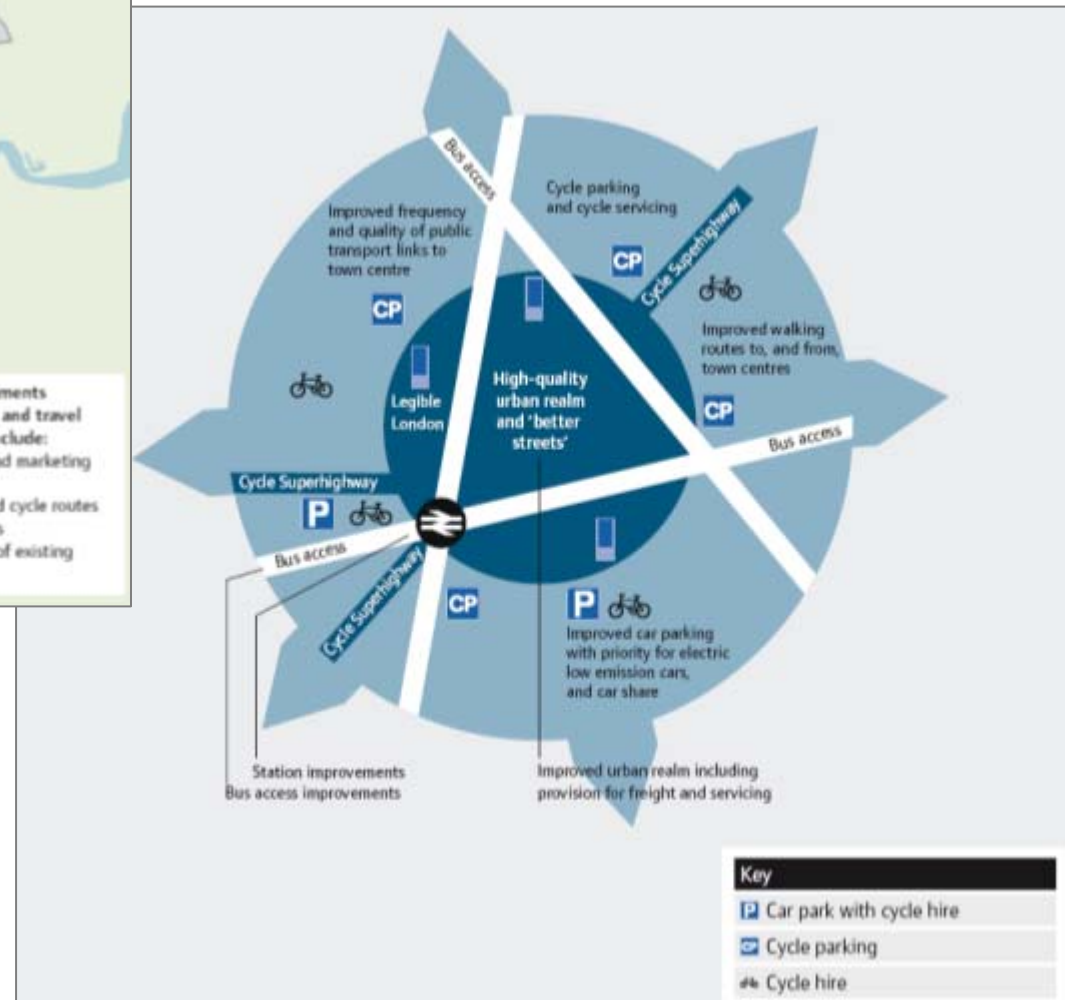 ments
and travel
clude:
d marketing
d cycle routes
s
of existing
Bus access
Cycle parking
and cycle servicing
Improved frequency
and quality of public
transport links to
town centre
CP
Cycle Superhighway
CP
Improved walking
routes to, and from,
town centres
High-quality
urban realm
and 'better
streets'
Legible
London
CP
Bus access
Cycle Superhighway
P
Bus access
Cycle Superhighway
CP
P
Improved car parking
with priority for electric
low emission cars,
and car share
Station improvements
Bus access improvements
Improved urban realm including
provision for freight and servicing
Key
P Car park with cycle hire
CP Cycle parking
Cycle hire